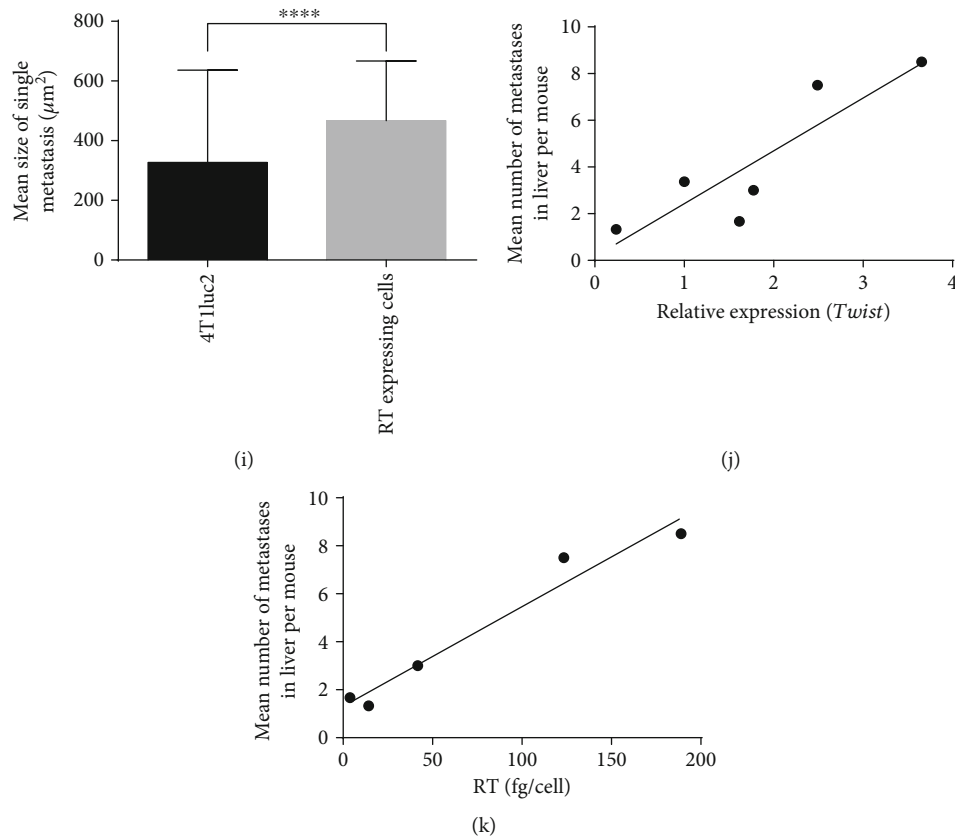 ****
800
600
400
200
0
Mean size of single
metastasis (μm²)
4T1luc2
RT expressing cells
(i)
10
8
6
4
2
0
Mean number of metastases
in liver per mouse
0 1 2 3 4
Relative expression (Twist)
(j)
10
8
6
4
2
0
Mean number of metastases
in liver per mouse
0 50 100 150 200
RT (fg/cell)
(k)